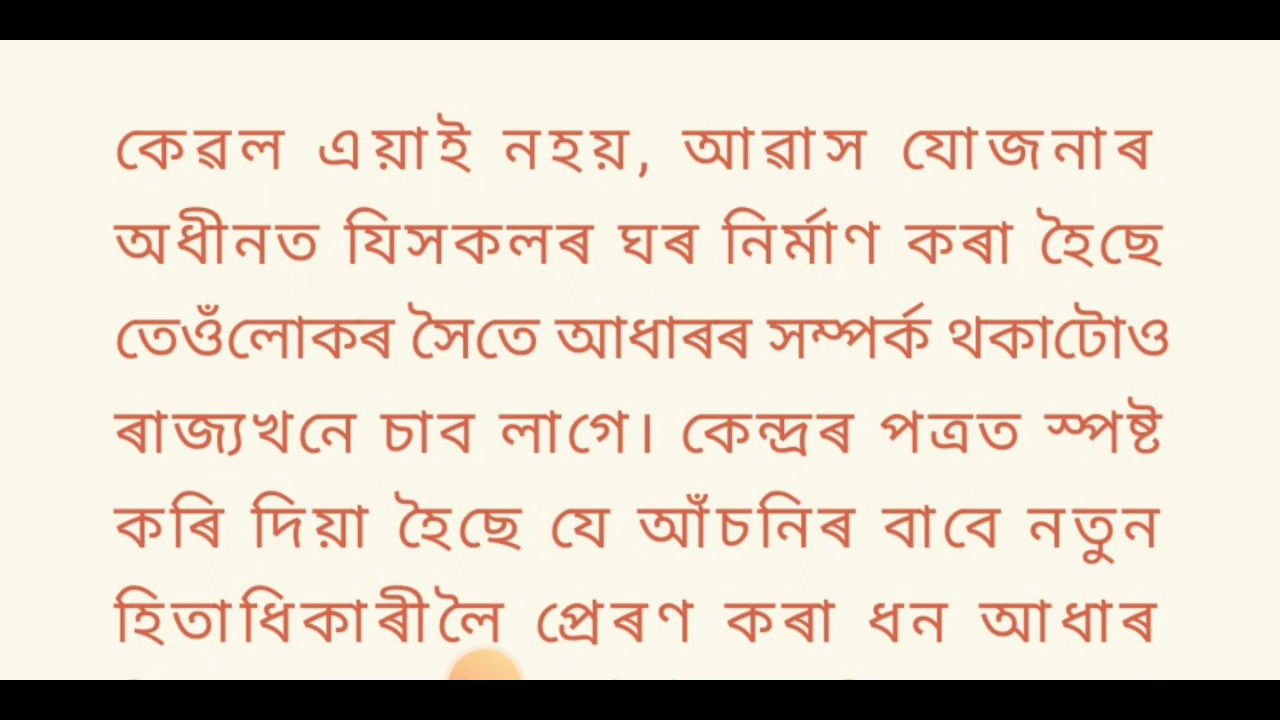 কেৱল এয়াই নহয়, আৱাস যোজনাৰ
অধীনত যিসকলৰ ঘৰ নিৰ্মাণ কৰা হৈছে
তেওঁলোকৰ সৈতে আধাৰৰ সম্পৰ্ক থকাটোও
ৰাজ্যখনে চাব লাগে। কেন্দ্ৰৰ পত্ৰত স্পষ্ট
কৰি দিয়া হৈছে যে আঁচনিৰ বাবে নতুন
হিতাধিকাৰীলৈ প্ৰেৰণ কৰা ধন আধাৰ